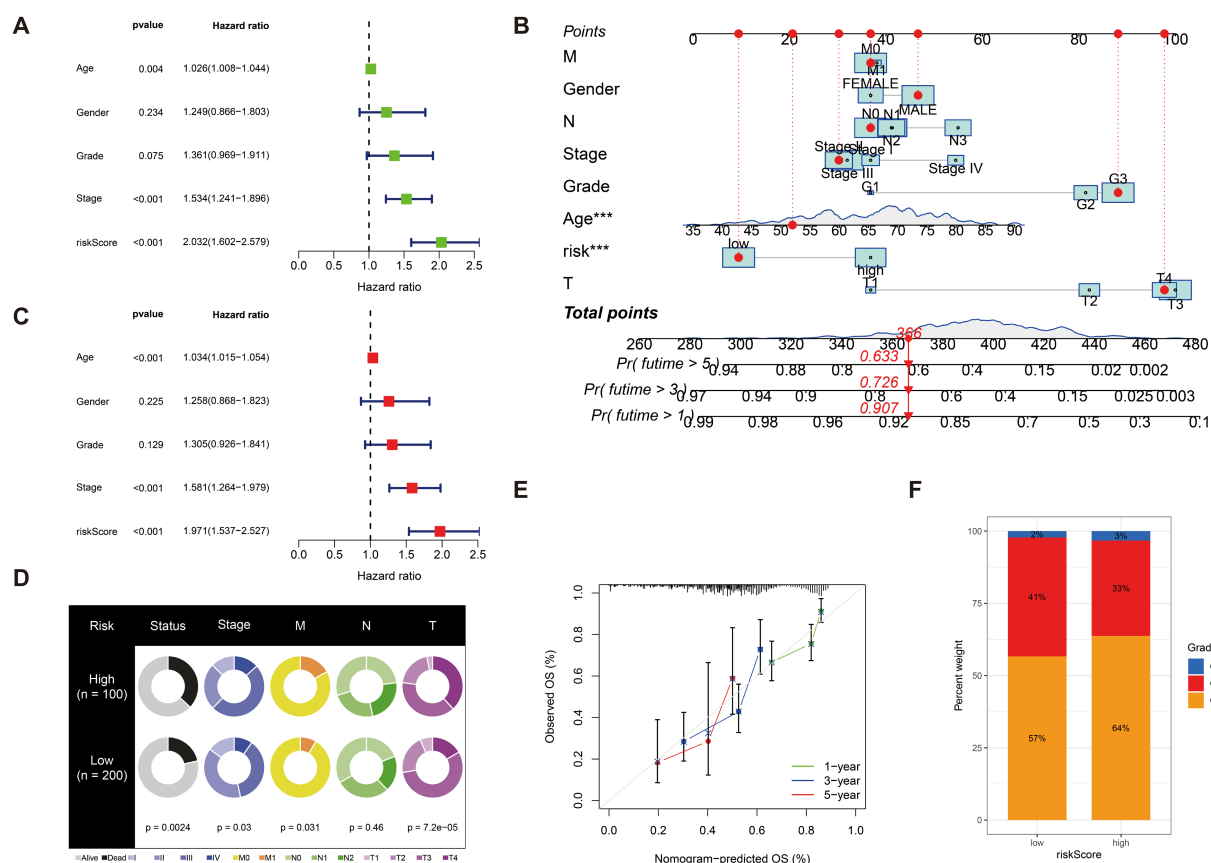 A
pvalue Hazard ratio
Age 0.004 1.026(1.008−1.044)
Gender 0.234 1.249(0.866−1.803)
Grade 0.075 1.361(0.969−1.911)
Stage <0.001 1.534(1.241−1.896)
riskScore <0.001 2.032(1.602−2.579)
0.0 0.5 1.0 1.5 2.0 2.5
Hazard ratio
B
Points
0 20 40 60 80 100
M
M0
M1
Gender
FEMALE
MALE
N
N0 N1
N2 N3
Stage
Stage II
Stage I
Stage III
Stage IV
Grade
G1
G2
G3
Age***
35 40 45 50 55 60 65 70 75 80 85 90
risk***
low
high
T
T1
T2
T4
T3
Total points
366
280 300 320 340 360 380 400 420 440 460 480
Pr( futime > 5 )
0.633
0.94 0.88 0.8 0.6 0.4 0.15 0.02 0.002
Pr( futime > 3 )
0.726
0.97 0.94 0.9 0.8 0.6 0.4 0.15 0.025 0.003
Pr( futime > 1 )
0.907
0.99 0.98 0.96 0.92 0.85 0.7 0.5 0.3 0.1
C
pvalue Hazard ratio
Age <0.001 1.034(1.015−1.054)
Gender 0.225 1.258(0.868−1.823)
Grade 0.129 1.305(0.926−1.841)
Stage <0.001 1.581(1.264−1.979)
riskScore <0.001 1.971(1.537−2.527)
0.0 0.5 1.0 1.5 2.0 2.5
Hazard ratio
D
Risk Status Stage M N T
High
(n = 100)
Low
(n = 200)
p = 0.0024 p = 0.03 p = 0.031 p = 0.46 p = 7.2e−05
Alive Dead I II III IV M0 M1 N0 N1 N2 T1 T2 T3 T4
E
Observed OS (%)
1.0
0.8
0.6
0.4
0.2
0.0
1−year
3−year
5−year
0.0 0.2 0.4 0.6 0.8 1.0
Nomogram−predicted OS (%)
F
Percent weight
100
75
50
25
0
2% 3%
41% 33%
57% 64%
low high
riskScore
Grad